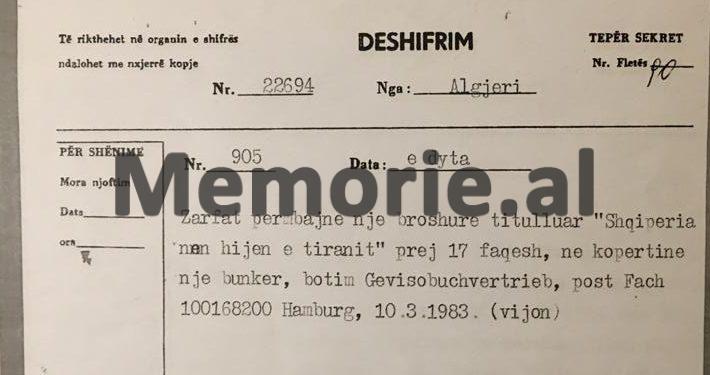 Të rikthehet në organin e shifrës
ndalohet me nxjerrë kopje
DESHIFRIM
TEPËR SEKRET
Nr. Fletës 90
Nr. 22694 Nga: Algjeri
PËR SHËNIME
Mora njoftim
Data
ora
Nr. 905 Data: e dyta
Memorie.al
Zarfat permbajne nje broshure titulluar "Shqiperia
nen hijen e tiranit" prej 17 faqesh, ne kopertine
nje bunker, botim Gevisobuchvertrieb, post Fach
100168200 Hamburg, 10.3.1983. (vijon)